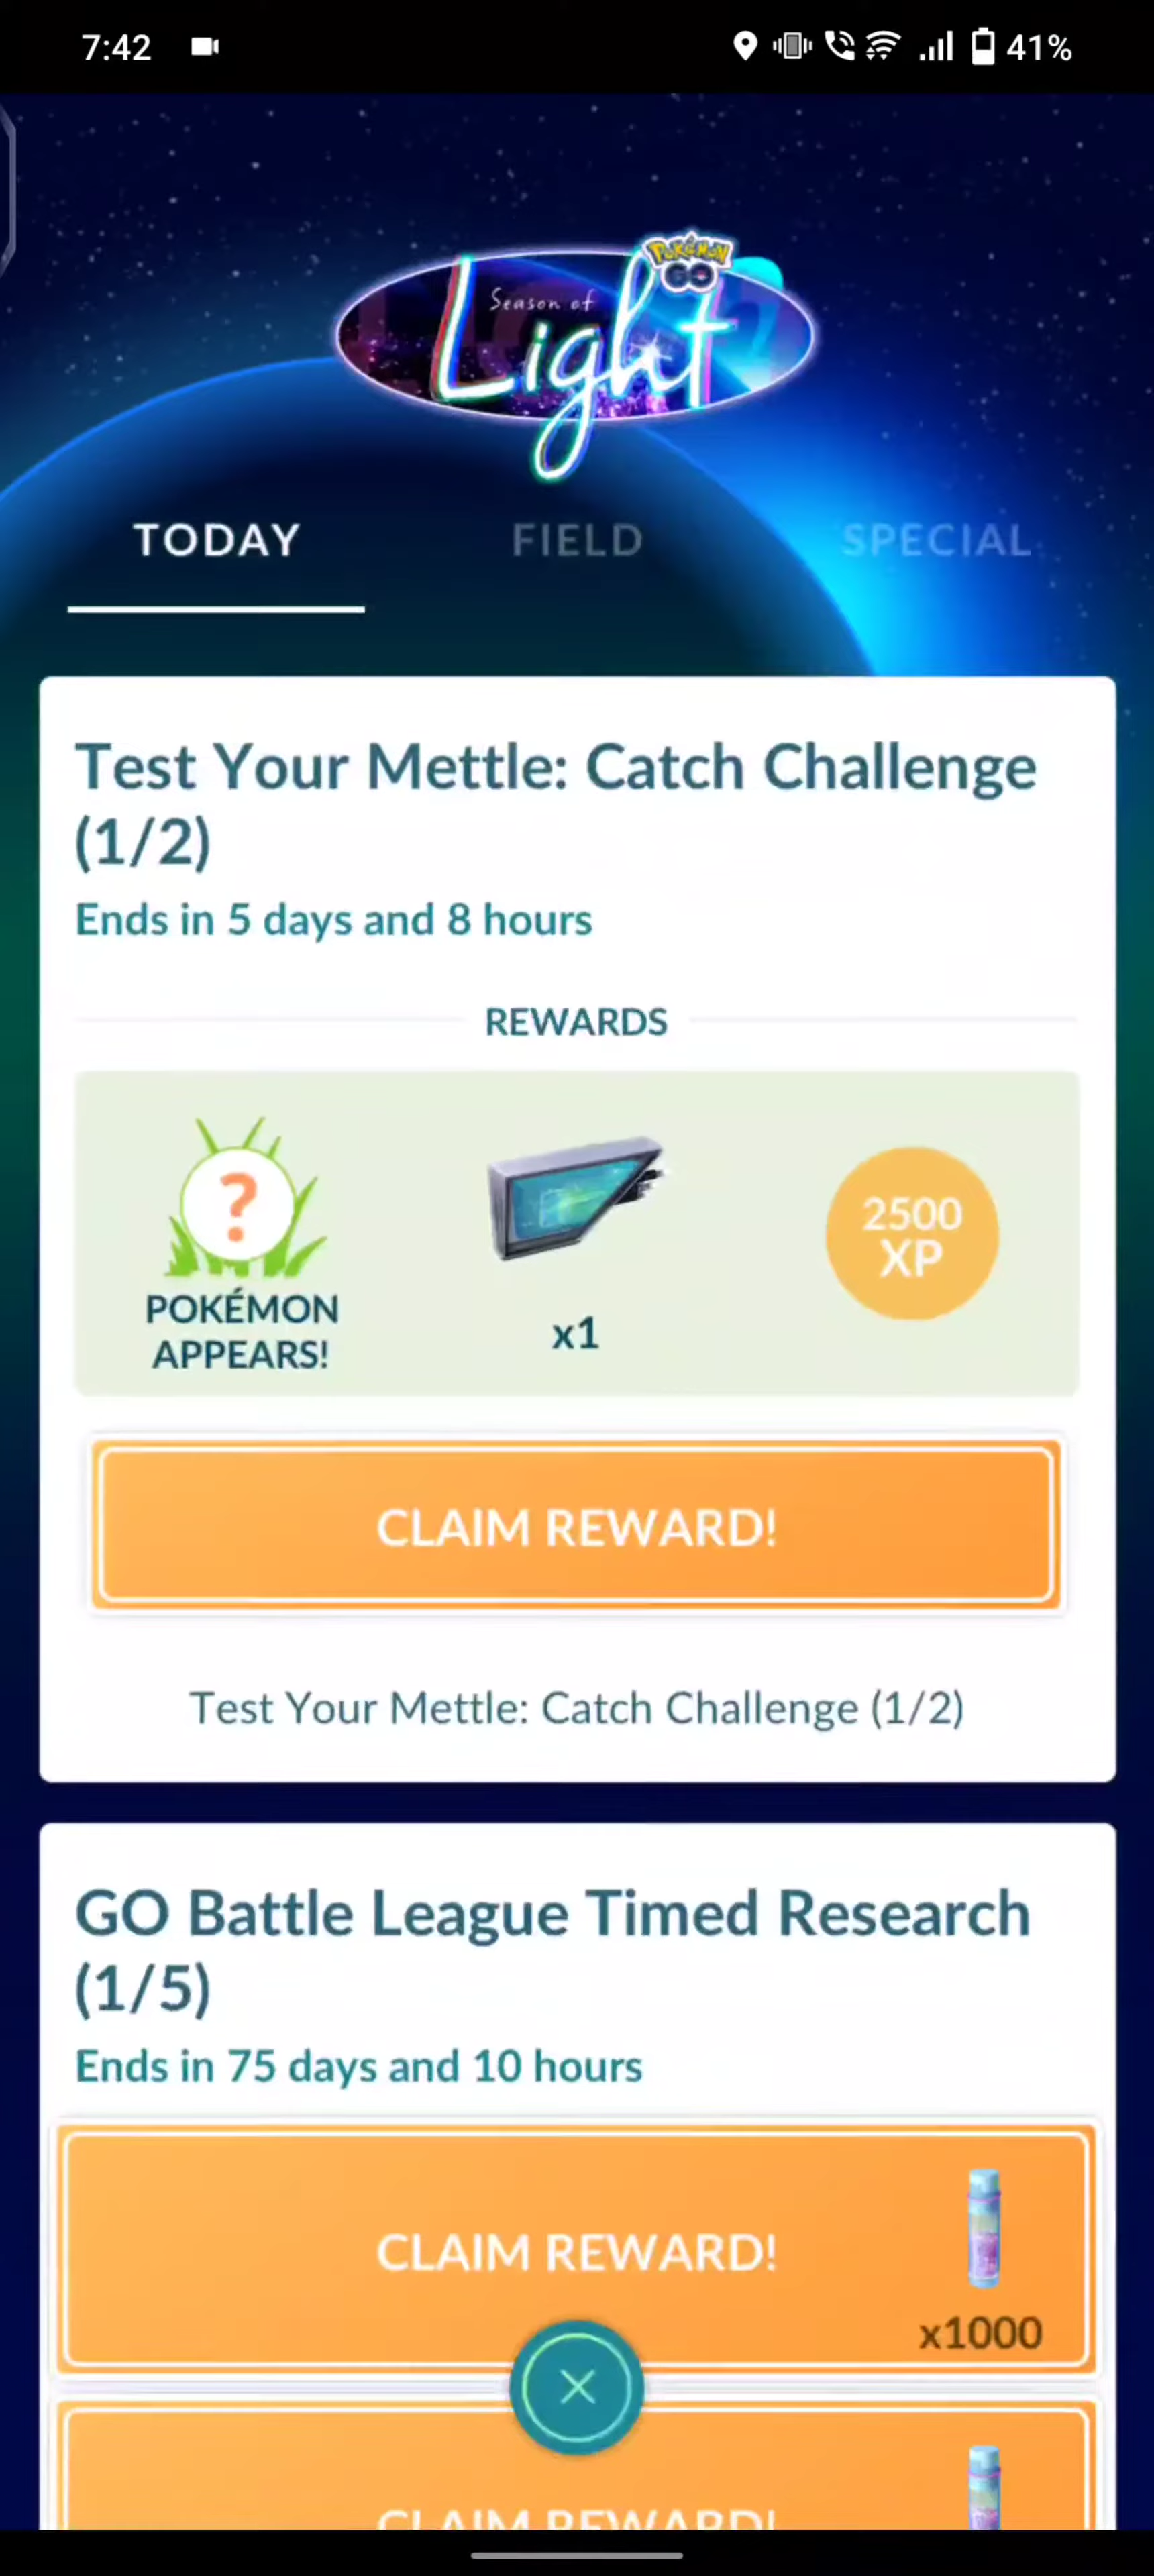 7:42
41%
POKÉMON
GO
Season of
Light
TODAY
FIELD
SPECIAL
Test Your Mettle: Catch Challenge
(1/2)
Ends in 5 days and 8 hours
REWARDS
?
POKÉMON
APPEARS!
x1
2500
XP
CLAIM REWARD!
Test Your Mettle: Catch Challenge (1/2)
GO Battle League Timed Research
(1/5)
Ends in 75 days and 10 hours
CLAIM REWARD!
x1000
CLAIM REWARD!